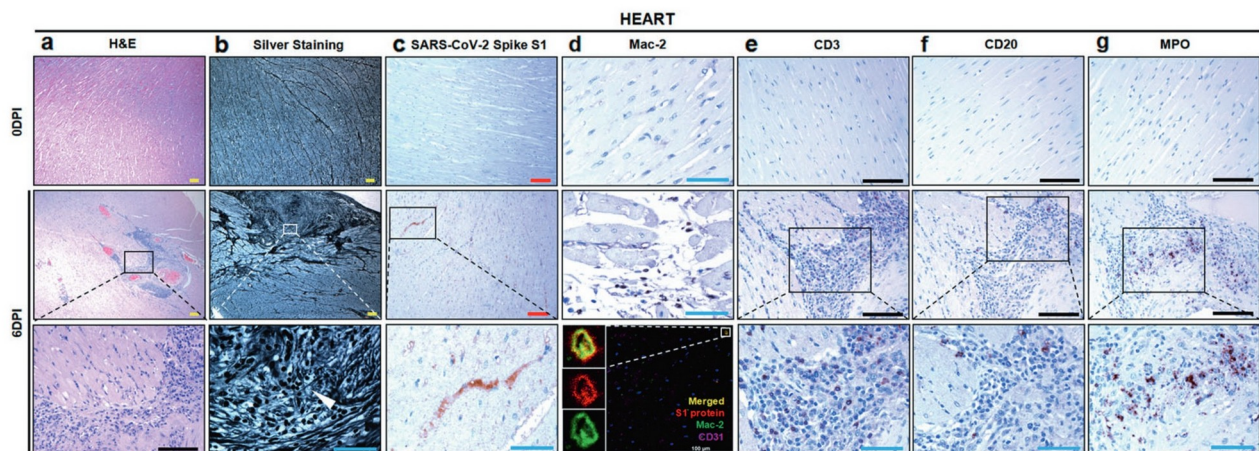 HEART
a H&E
b Silver Staining
c SARS-CoV-2 Spike S1
d Mac-2
e CD3
f CD20
g MPO
0DPI
6DPI
Merged
S1 protein
Mac-2
CD31
150 µm